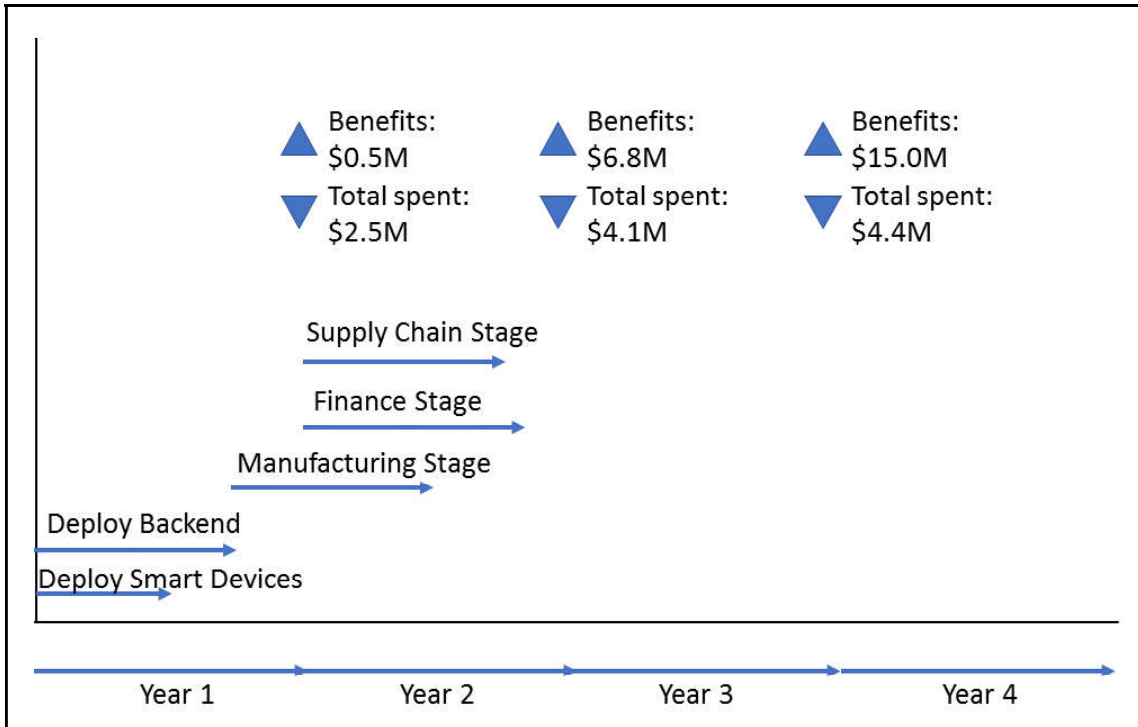 Benefits:
$0.5M
Total spent:
$2.5M
Benefits:
$6.8M
Total spent:
$4.1M
Benefits:
$15.0M
Total spent:
$4.4M
Supply Chain Stage
Finance Stage
Manufacturing Stage
Deploy Backend
Deploy Smart Devices
Year 1
Year 2
Year 3
Year 4